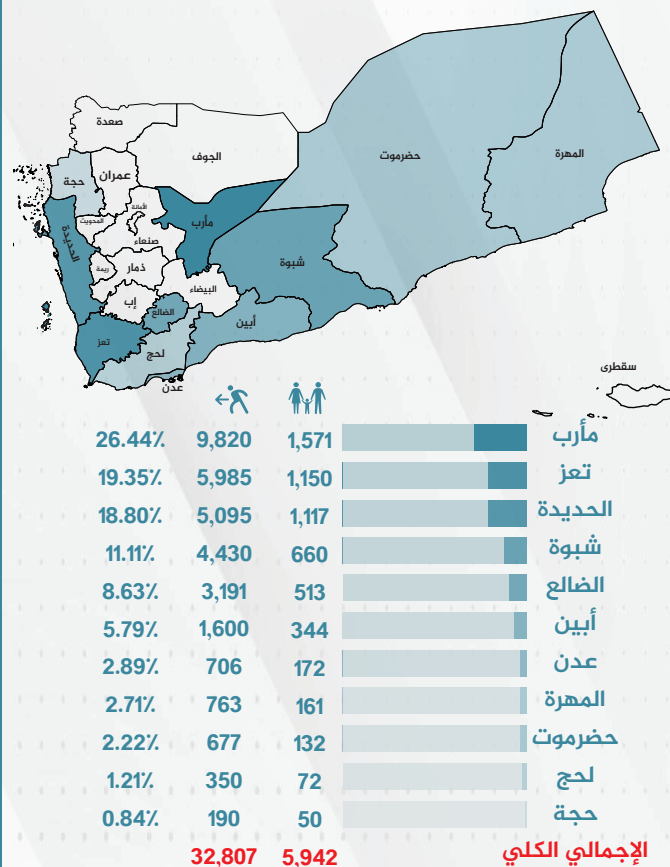 صعدة
الجوف
حضرموت
المهرة
حجة
عمران
الأمانة
المحويت
صنعاء
مأرب
الحديدة
ريمة
ذمار
شبوة
البيضاء
إب
الضالع
أبين
تعز
لحج
عدن
سقطرى
مأرب 1,571 9,820 26.44%
تعز 1,150 5,985 19.35%
الحديدة 1,117 5,095 18.80%
شبوة 660 4,430 11.11%
الضالع 513 3,191 8.63%
أبين 344 1,600 5.79%
عدن 172 706 2.89%
المهرة 161 763 2.71%
حضرموت 132 677 2.22%
لحج 72 350 1.21%
حجة 50 190 0.84%
الإجمالي الكلي 5,942 32,807